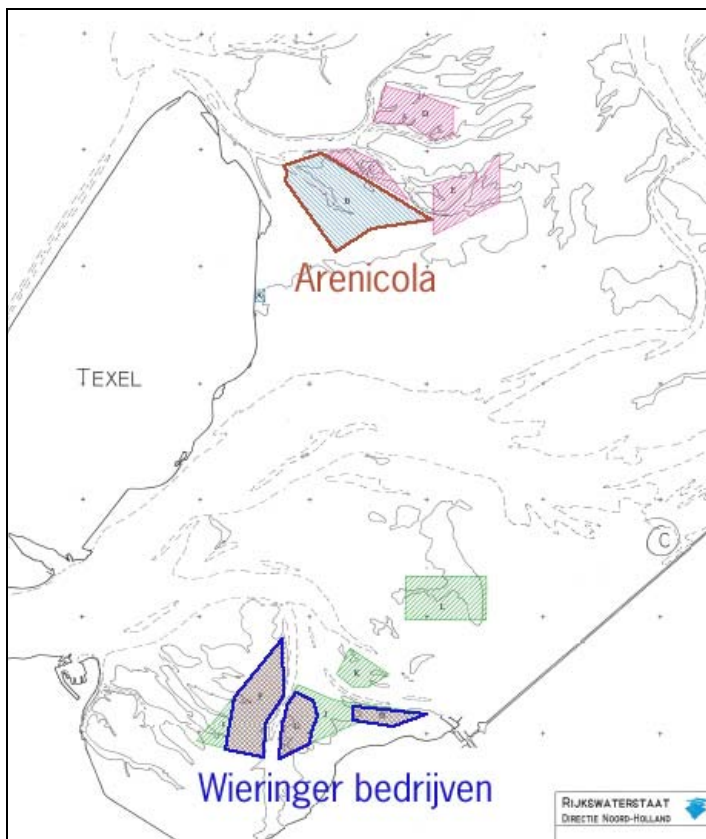 B
E
Arenicola
TEXEL
C
L
K
J
Wieringer bedrijven
RIJKSWATERSTAAT
DIRECTIE NOORD-HOLLAND